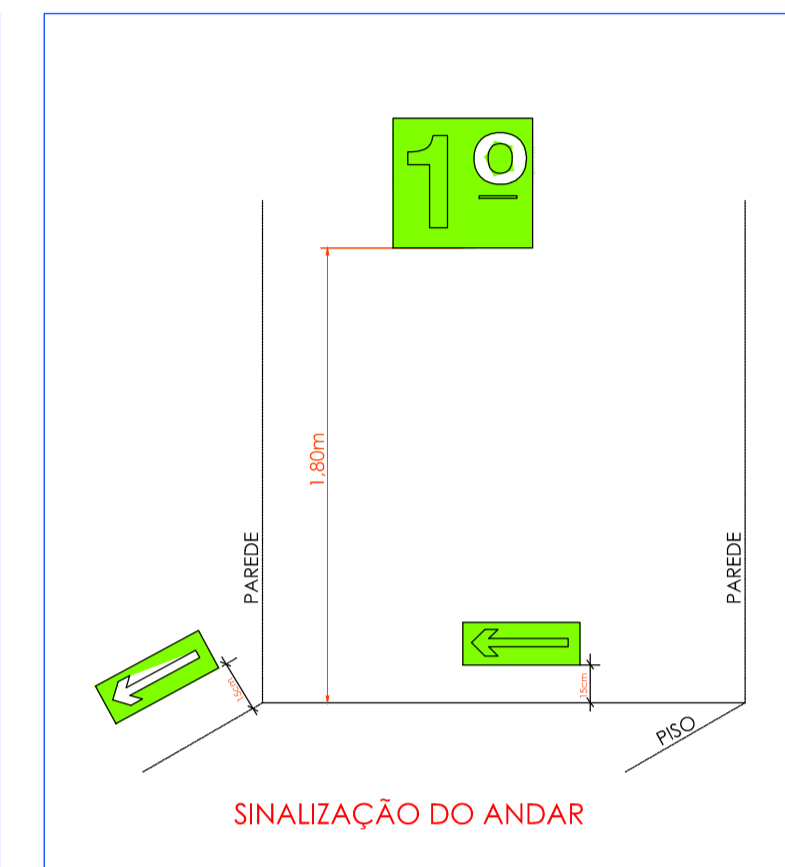 1º
1,80m
PAREDE
PAREDE
15cm
15cm
PISO
SINALIZAÇÃO DO ANDAR